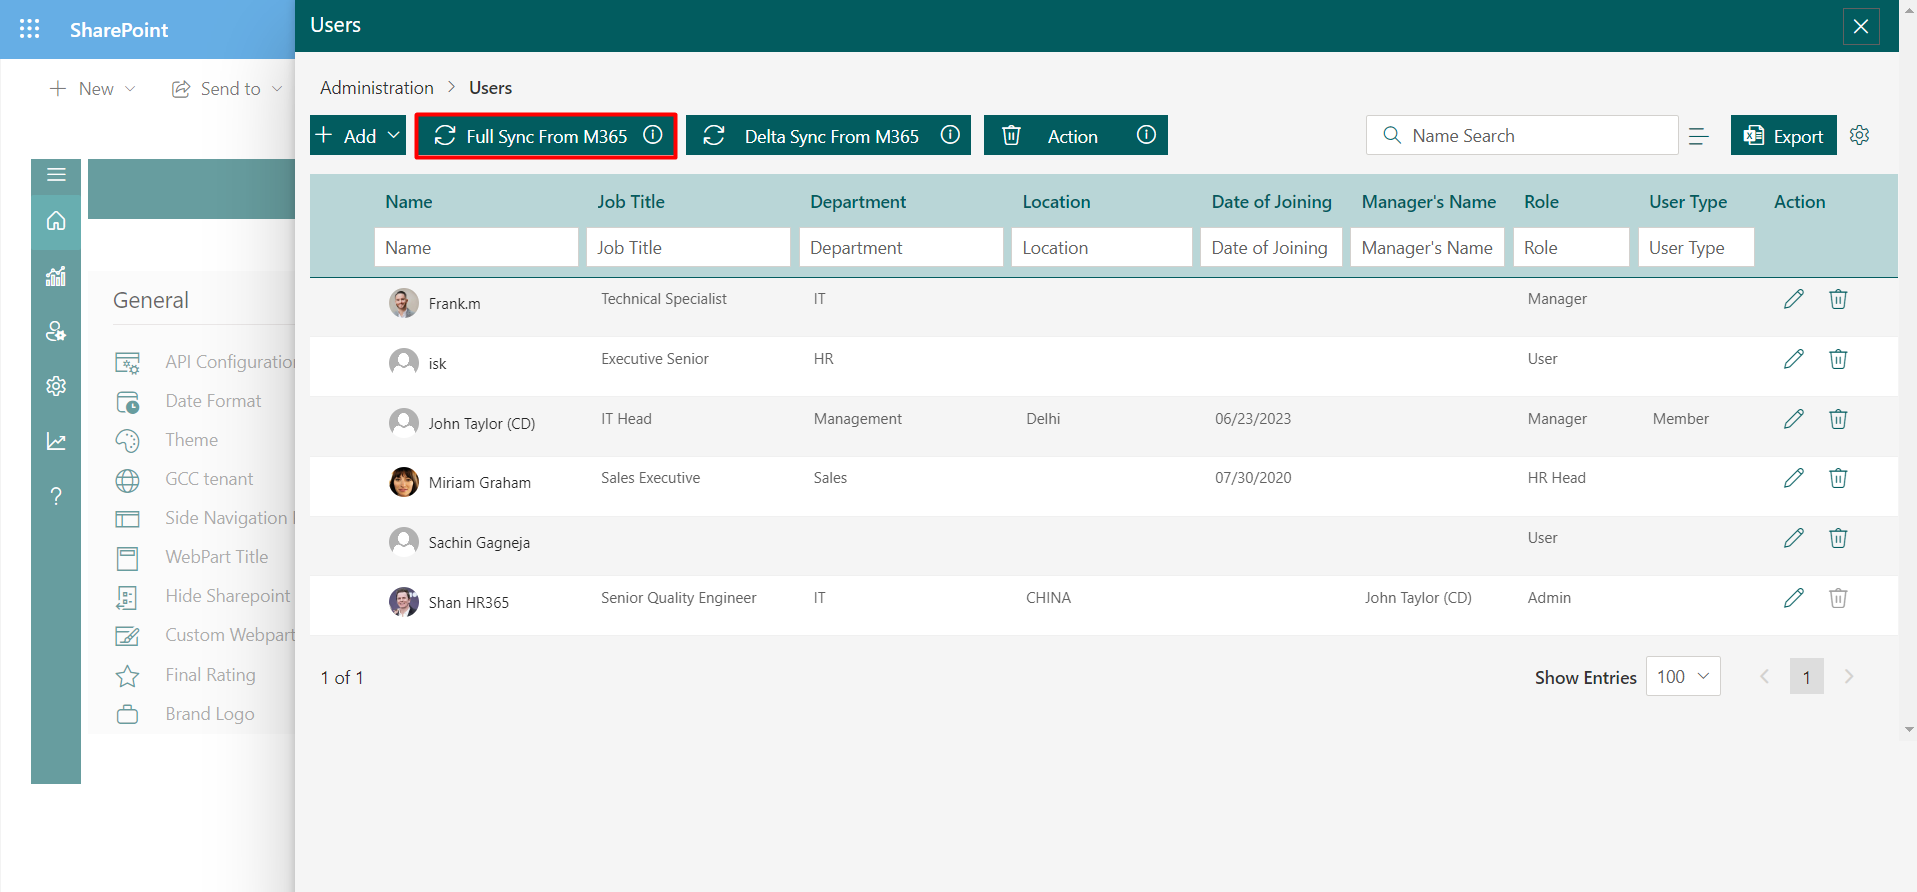 SharePoint
New
Send to
General
API Configuration
Date Format
Theme
GCC tenant
Side Navigation
WebPart Title
Hide Sharepoint
Custom Webpart
Final Rating
Brand Logo
Users
Administration > Users
Add
Full Sync From M365
Delta Sync From M365
Action
Name Search
Export
Name Job Title Department Location Date of Joining Manager's Name Role User Type Action
Name Job Title Department Location Date of Joining Manager's Name Role User Type
Frank.m Technical Specialist IT Manager
isk Executive Senior HR User
John Taylor (CD) IT Head Management Delhi 06/23/2023 Manager Member
Miriam Graham Sales Executive Sales 07/30/2020 HR Head
Sachin Gagneja User
Shan HR365 Senior Quality Engineer IT CHINA John Taylor (CD) Admin
1 of 1
Show Entries 100 1